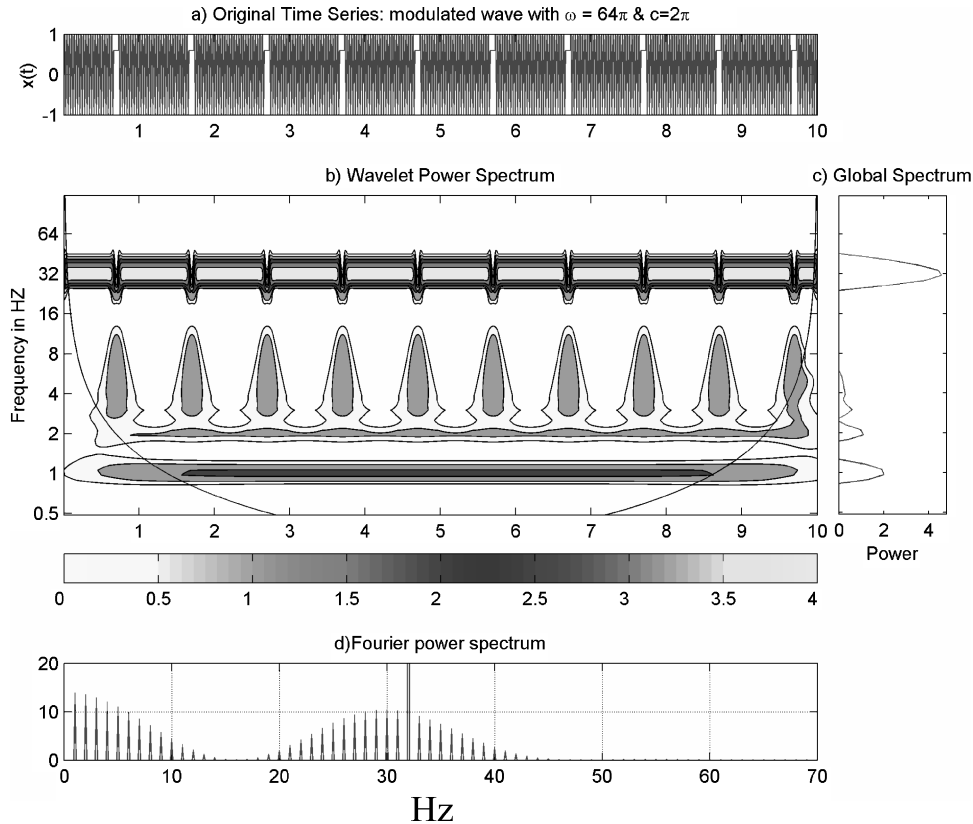 a) Original Time Series: modulated wave with ω = 64π & c=2π
x(t)
1
0
-1
1 2 3 4 5 6 7 8 9 10
b) Wavelet Power Spectrum
c) Global Spectrum
Frequency in HZ
64
32
16
8
4
2
1
0.5
1 2 3 4 5 6 7 8 9 10
0 2 4
Power
0 0.5 1 1.5 2 2.5 3 3.5 4
d)Fourier power spectrum
20
10
0
0 10 20 30 40 50 60 70
Hz